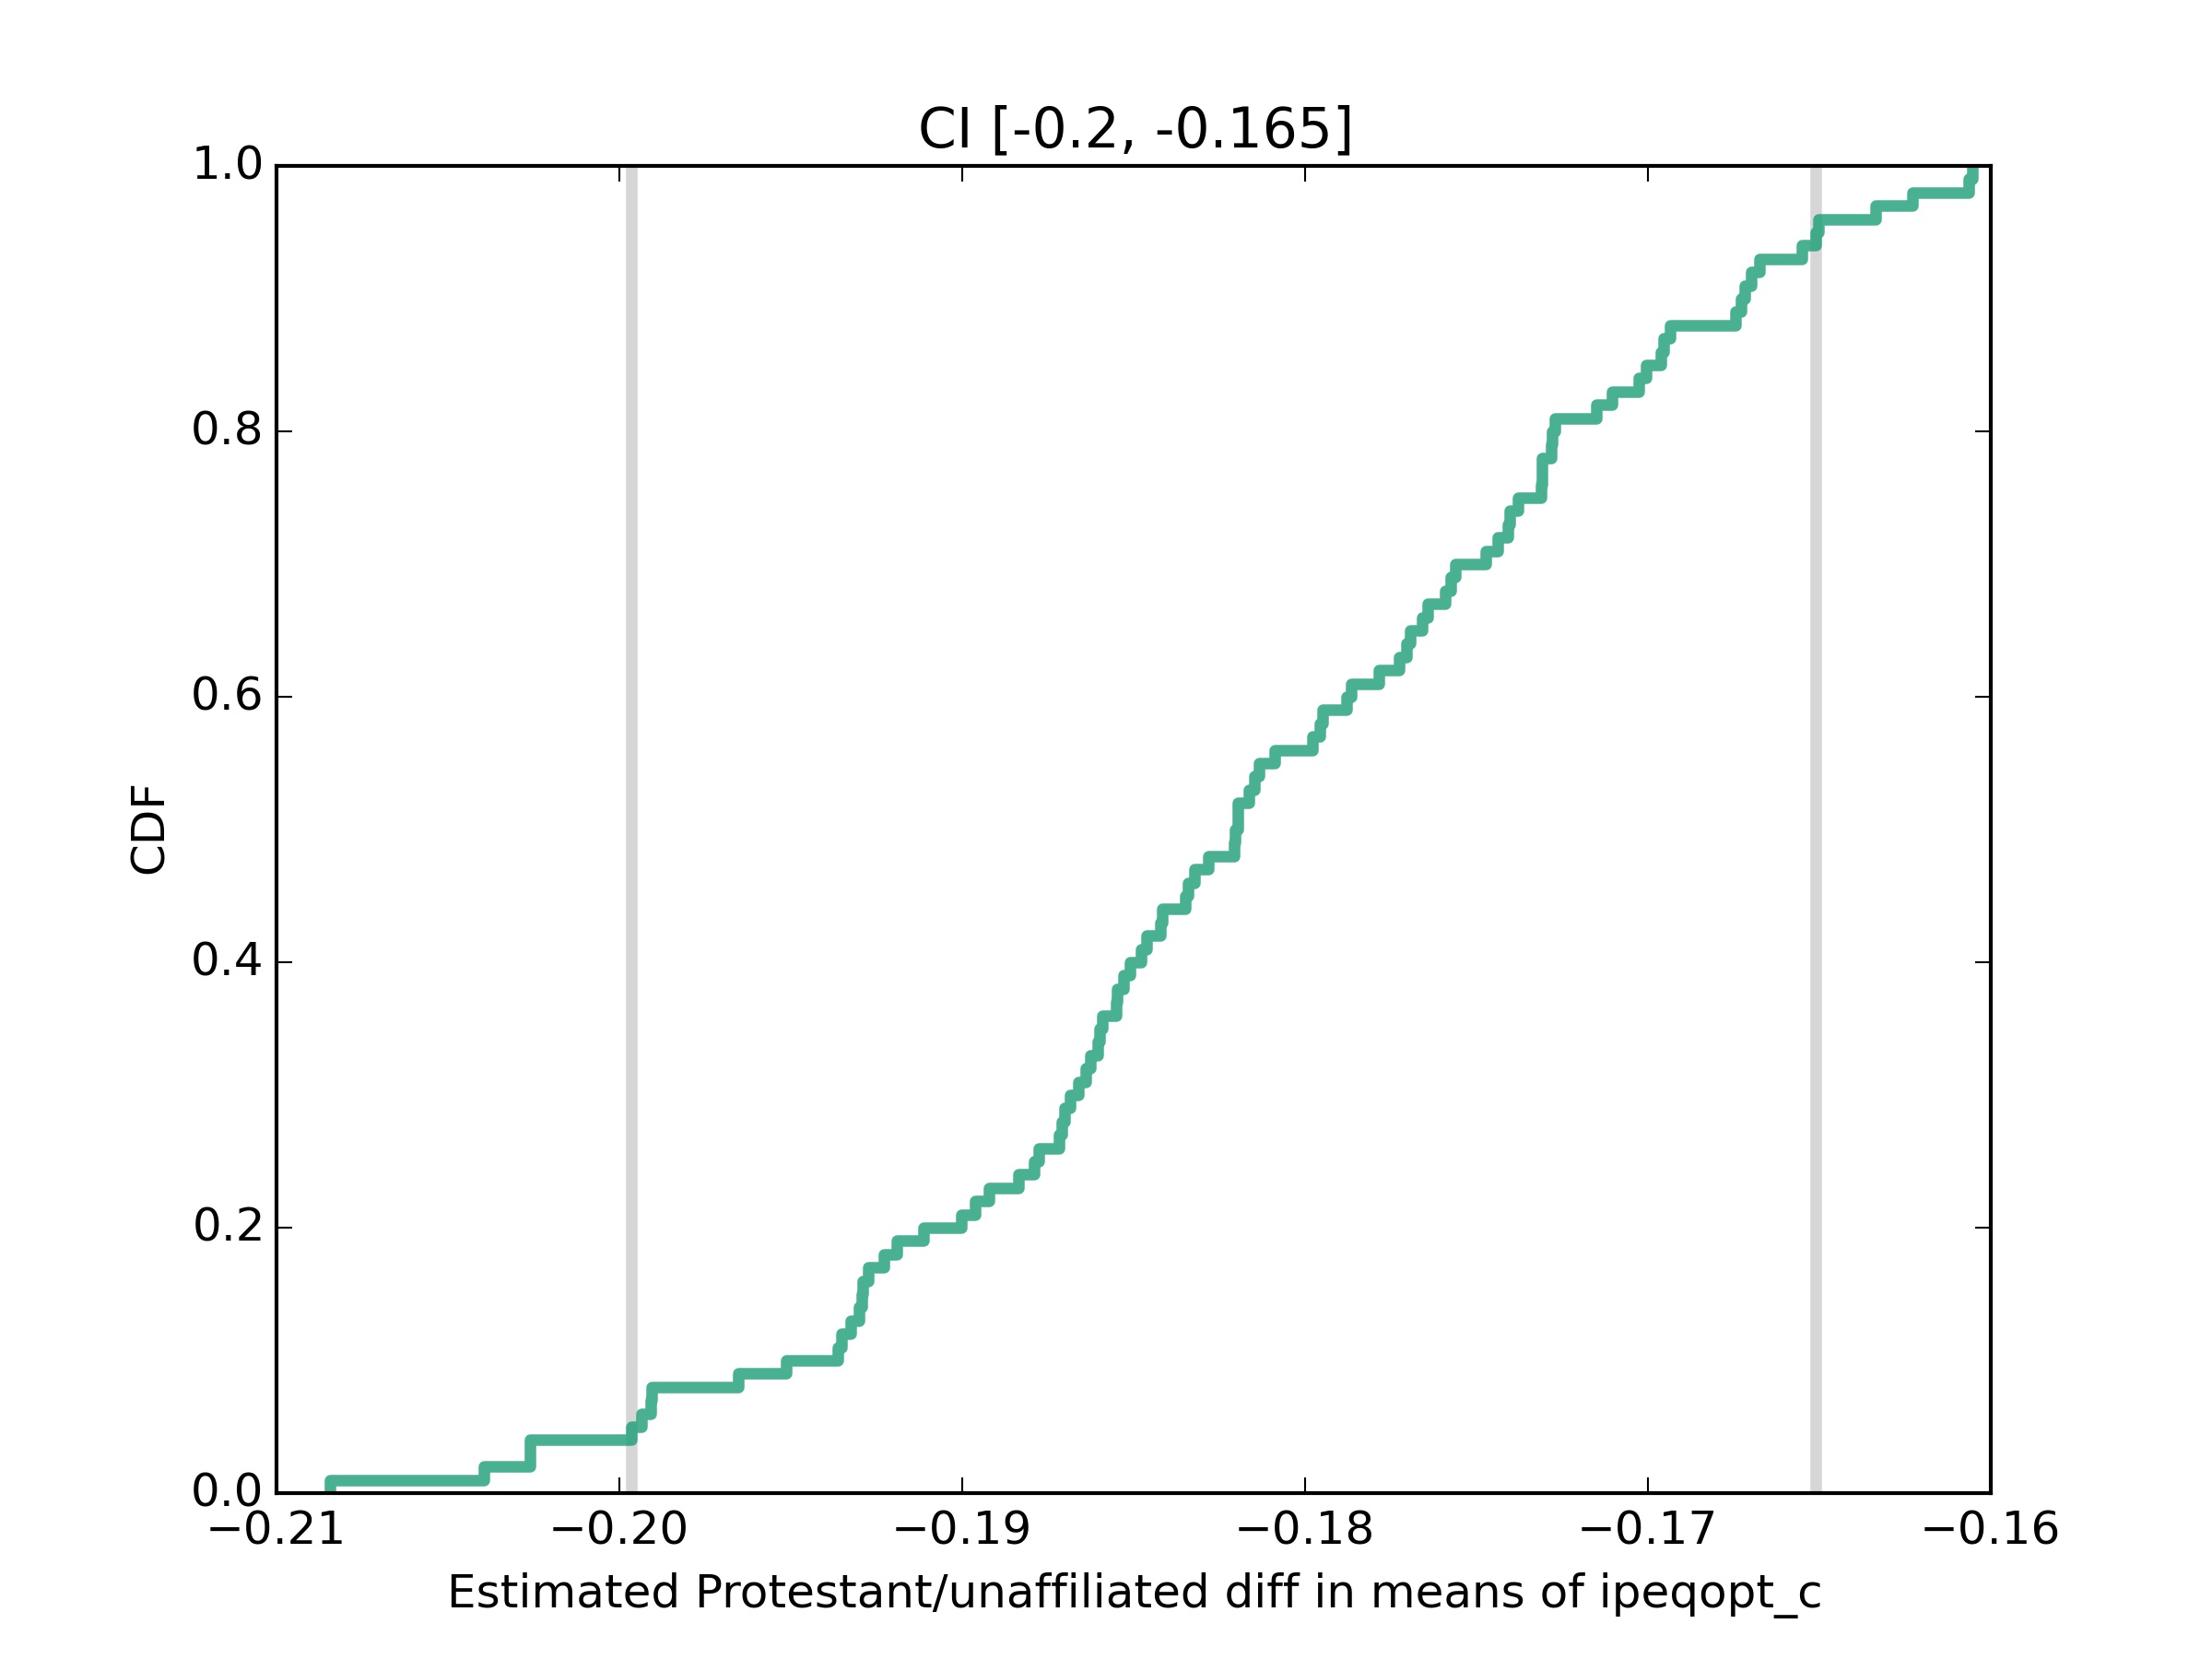 CI [-0.2, -0.165]
1.0
0.8
0.6
0.4
0.2
0.0
CDF
−0.21 −0.20 −0.19 −0.18 −0.17 −0.16
Estimated Protestant/unaffiliated diff in means of ipeqopt_c